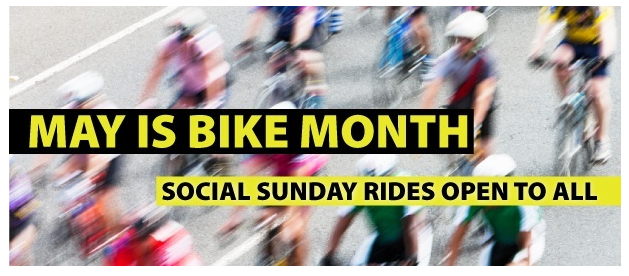 MAY IS BIKE MONTH
SOCIAL SUNDAY RIDES OPEN TO ALL